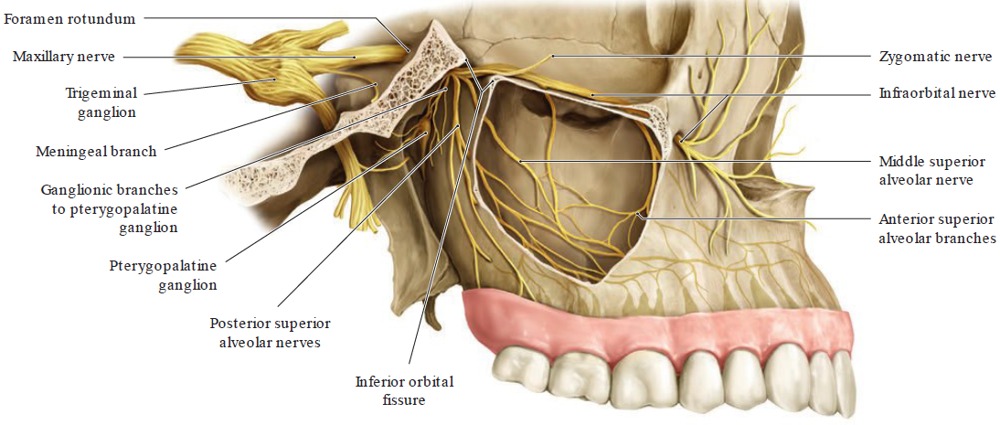 Foramen rotundum
Maxillary nerve
Trigeminal
ganglion
Meningeal branch
Ganglionic branches
to pterygopalatine
ganglion
Pterygopalatine
ganglion
Posterior superior
alveolar nerves
Inferior orbital
fissure
Zygomatic nerve
Infraorbital nerve
Middle superior
alveolar nerve
Anterior superior
alveolar branches